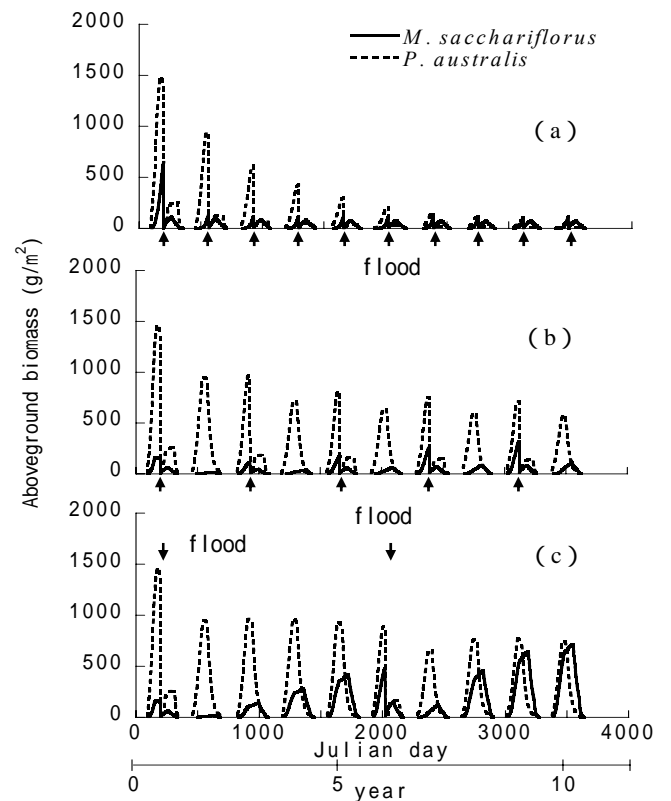 2000
M. sacchariflorus
P. australis
1500
(a)
1000
500
0
flood
2000
1500
(b)
1000
500
0
Aboveground biomass (g/m²)
flood
2000
flood
1500
(c)
1000
500
0
0 1000 2000 3000 4000
Julian day
0 5 10
year